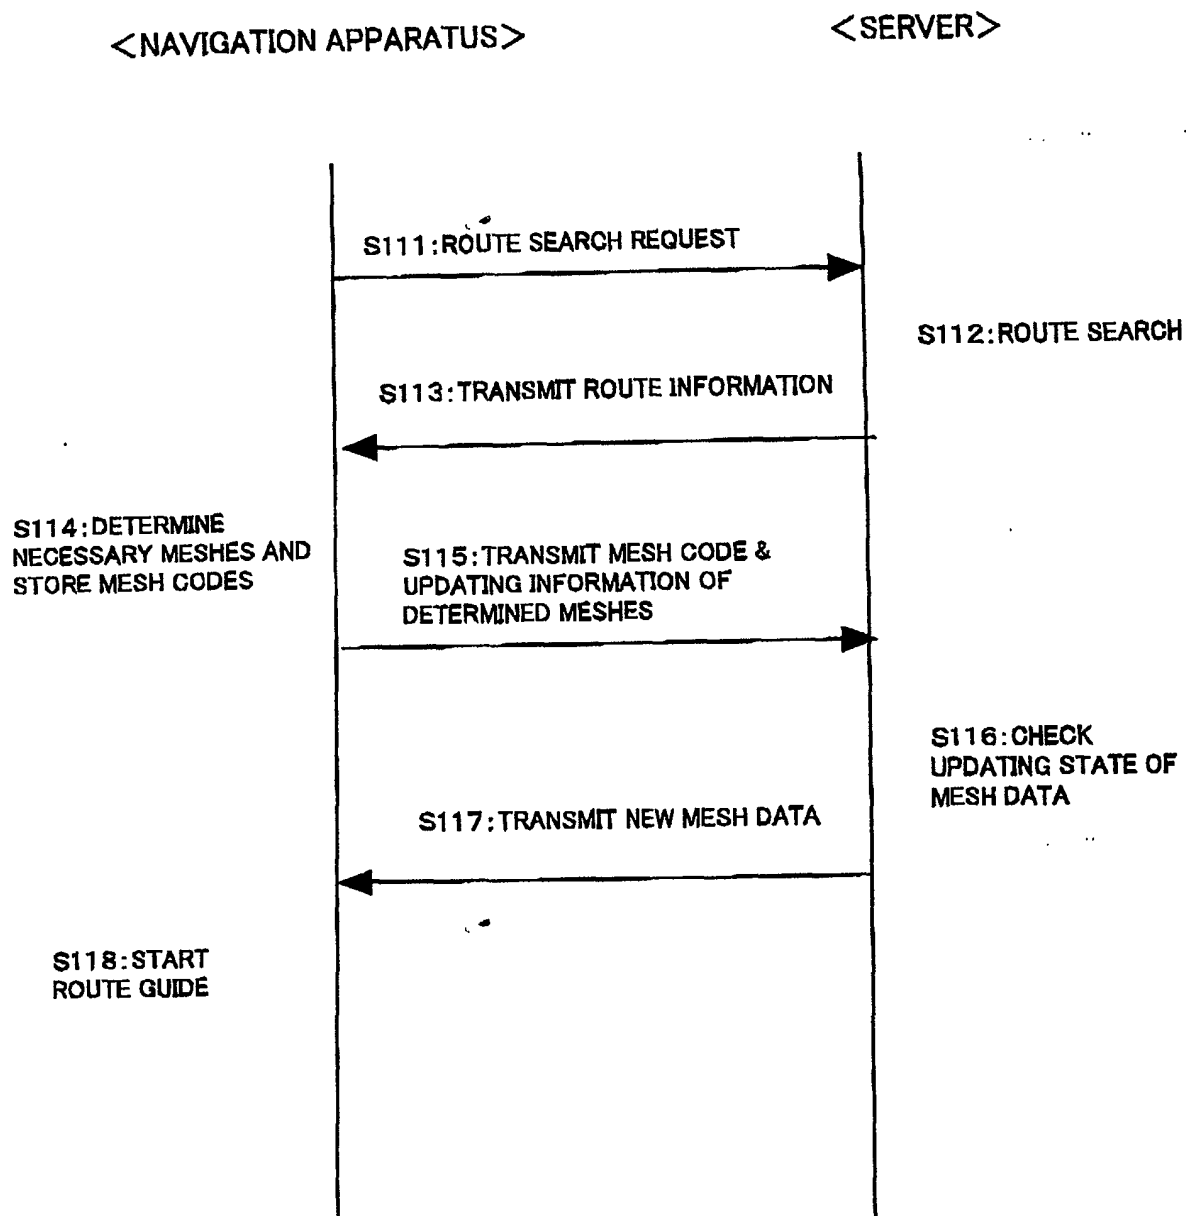 <NAVIGATION APPARATUS>
<SERVER>
S111:ROUTE SEARCH REQUEST
S112:ROUTE SEARCH
S113:TRANSMIT ROUTE INFORMATION
S114:DETERMINE
NECESSARY MESHES AND
STORE MESH CODES
S115:TRANSMIT MESH CODE &
UPDATING INFORMATION OF
DETERMINED MESHES
S116:CHECK
UPDATING STATE OF
MESH DATA
S117:TRANSMIT NEW MESH DATA
S118:START
ROUTE GUIDE